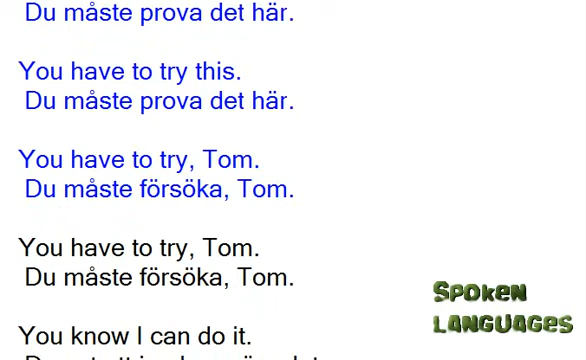 Du måste prova det här.
You have to try this.
Du måste prova det här.
You have to try, Tom.
Du måste försöka, Tom.
You have to try, Tom.
Du måste försöka, Tom.
You know I can do it.
SPOKEN
LANGUAGES